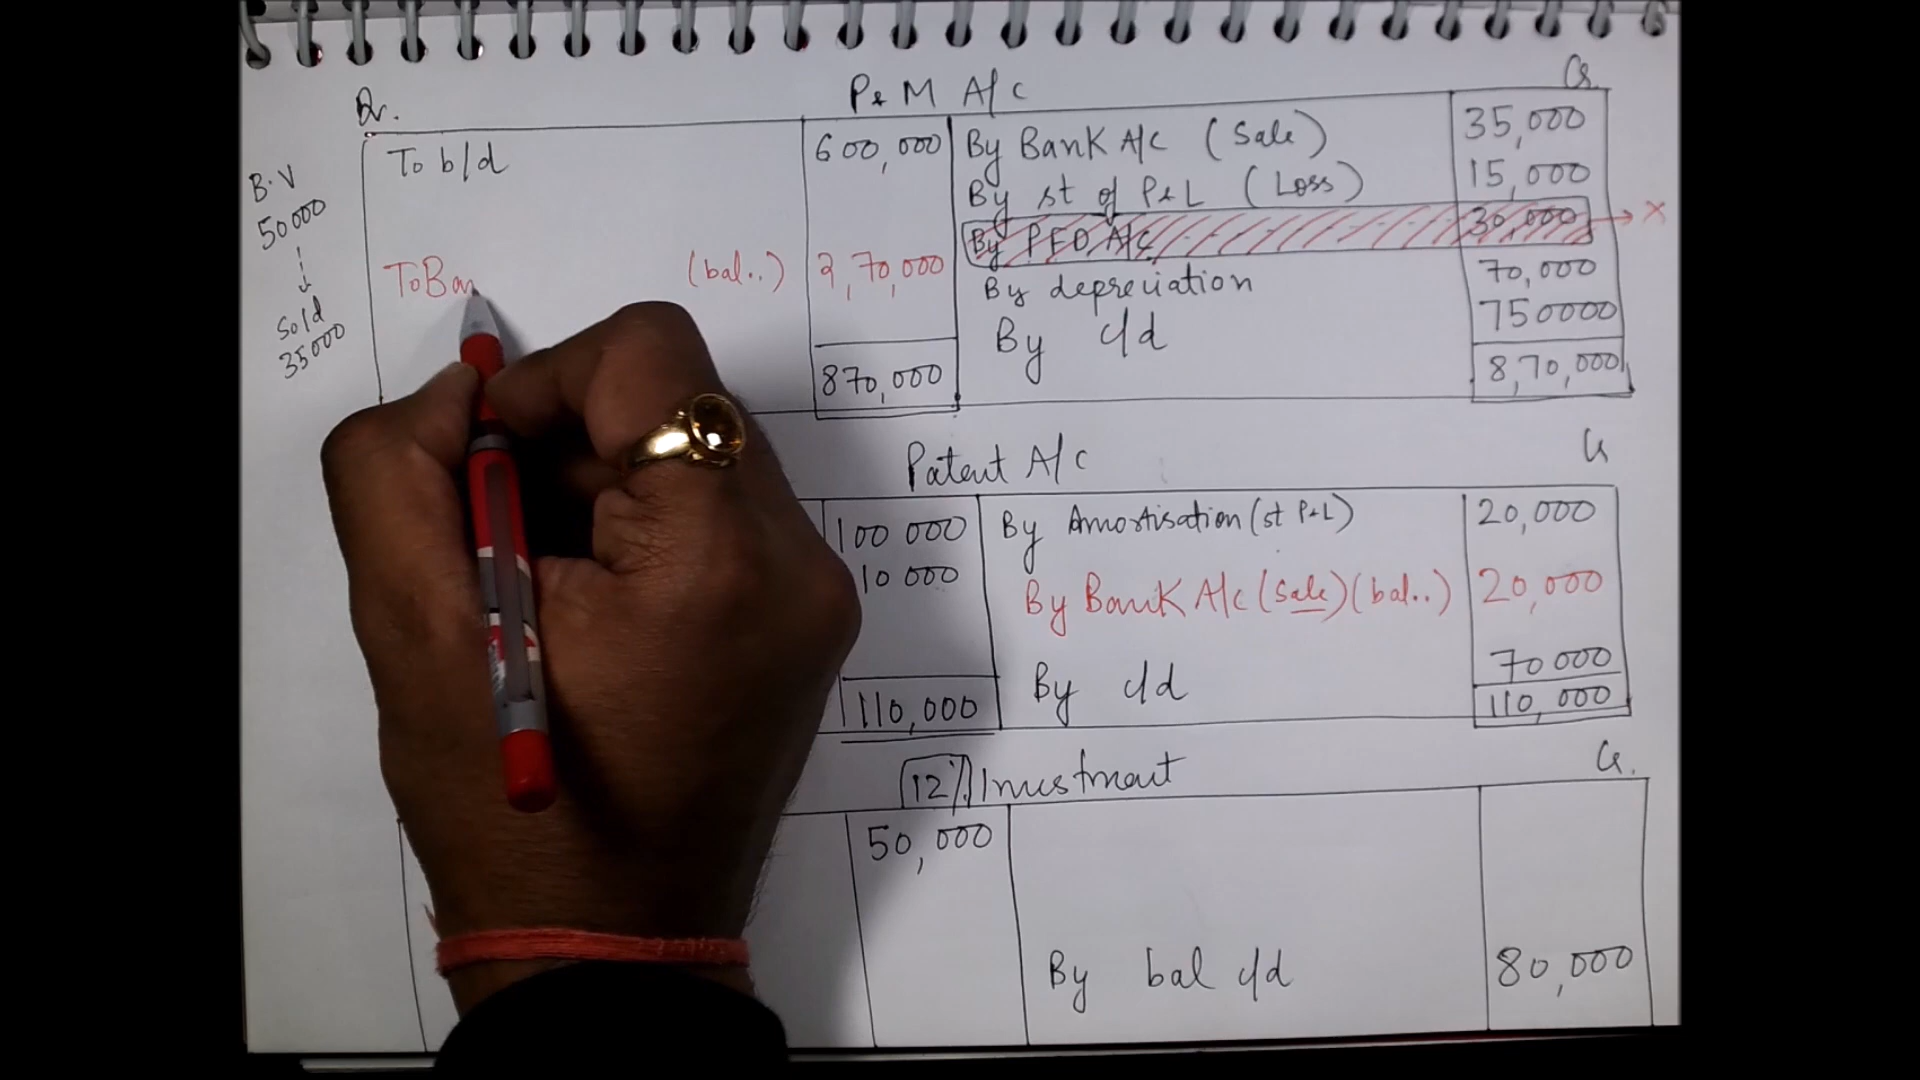 P & M A/c
Dr.
Cr.
To b/d
600,000
By Bank A/c (Sale)
35,000
By st of P&L (Loss)
15,000
By PFD A/c
30,000
→ X
To Ban
(bal..)
2,70,000
By depreciation
70,000
By c/d
750000
870,000
8,70,000
B.V
50000
Sold
35000
Patent A/c
Cr
100 000
By Amortisation (st P&L)
20,000
10 000
By Bank A/c (Sale) (bal..)
20,000
By c/d
70 000
110,000
110,000
12% Investment
Cr.
50,000
By bal c/d
80,000